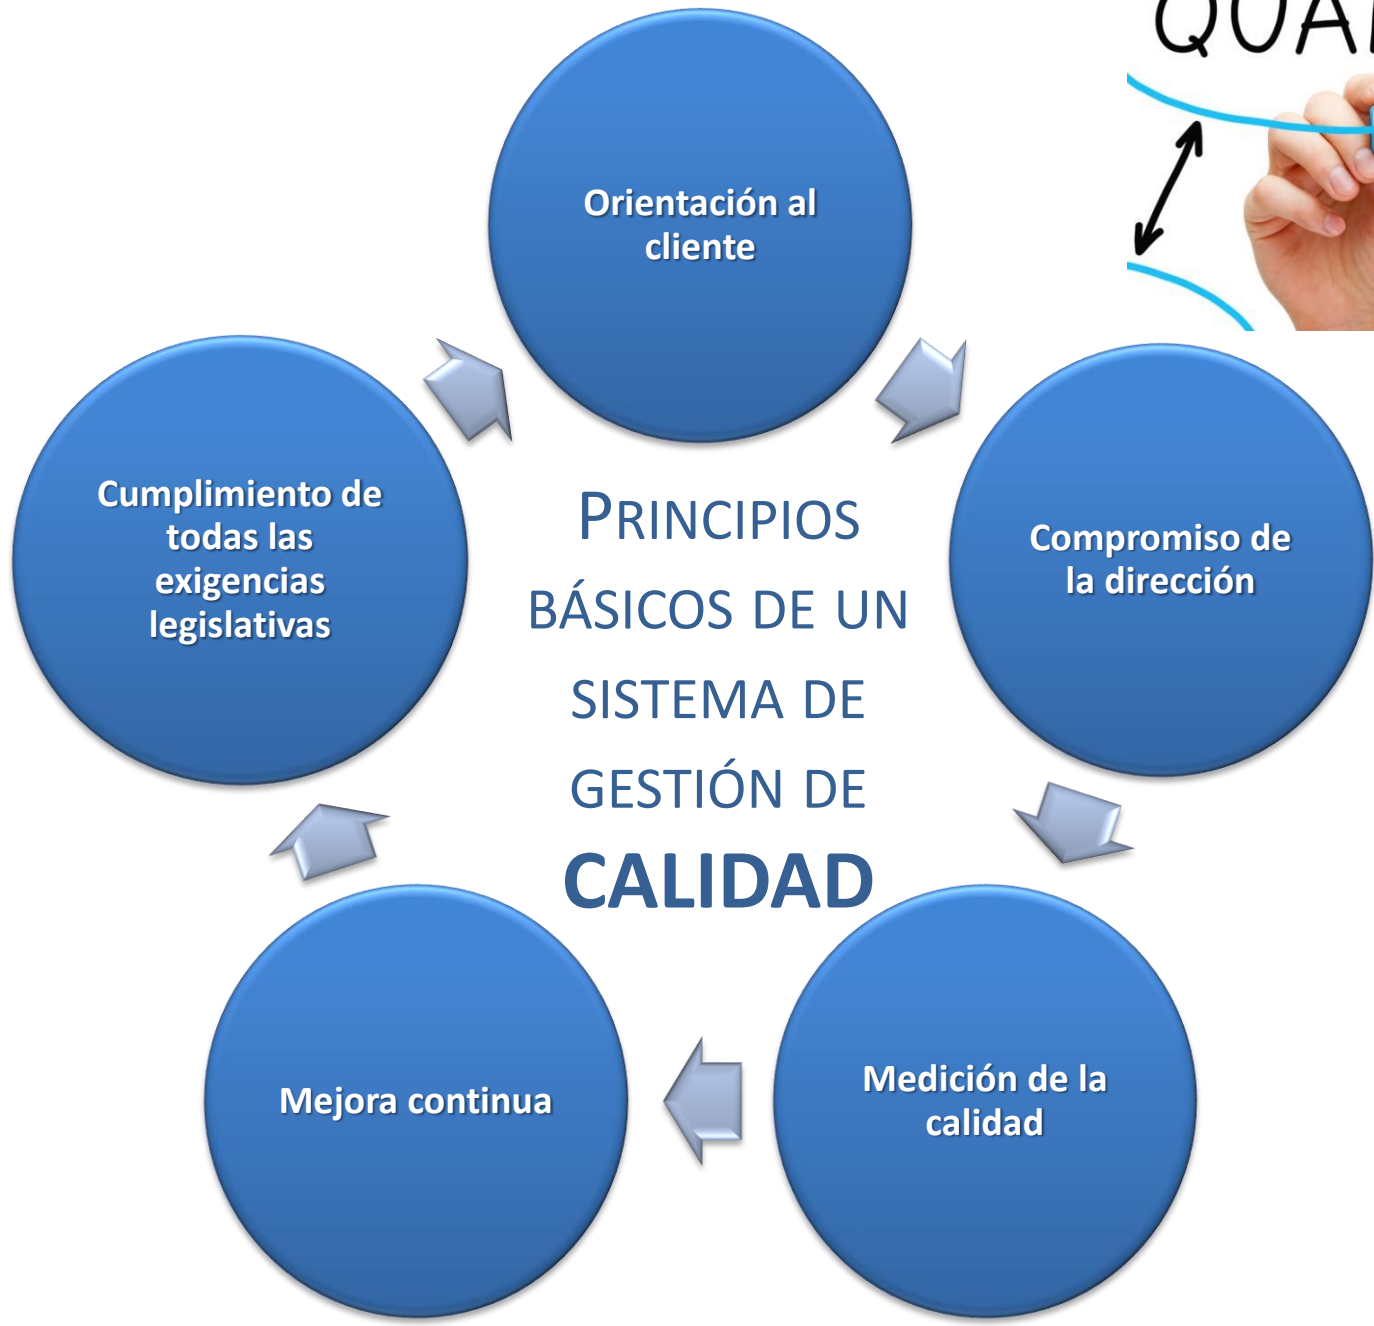 Orientación al
cliente
Compromiso de
la dirección
Medición de la
calidad
Mejora continua
Cumplimiento de
todas las
exigencias
legislativas
PRINCIPIOS
BÁSICOS DE UN
SISTEMA DE
GESTIÓN DE
CALIDAD